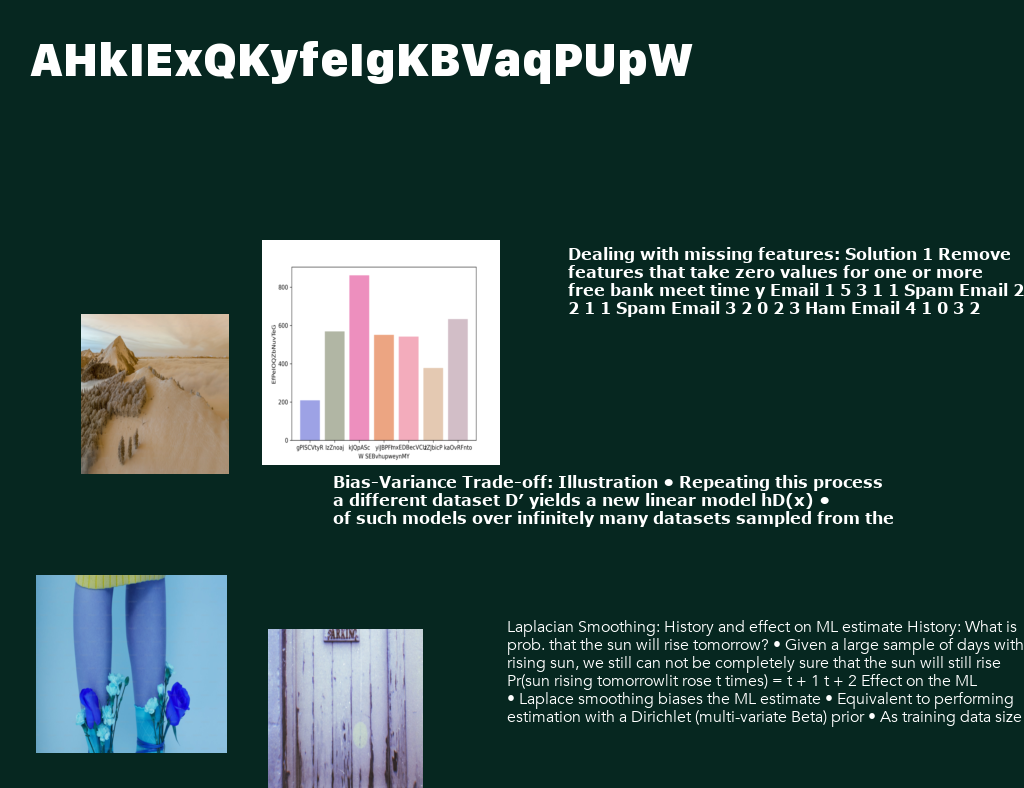 AHkIExQKyfeIgKBVaqPUpW
Dealing with missing features: Solution 1 Remove
features that take zero values for one or more
free bank meet time y Email 1 5 3 1 1 Spam Email 2
2 1 1 Spam Email 3 2 0 2 3 Ham Email 4 1 0 3 2
800
600
400
200
0
lzZnoaj
kJQpASc
kaOvRFnto
W SEBvhupweynMY
Bias-Variance Trade-off: Illustration • Repeating this process
a different dataset D’ yields a new linear model hD(x) •
of such models over infinitely many datasets sampled from the
Laplacian Smoothing: History and effect on ML estimate History: What is
prob. that the sun will rise tomorrow? • Given a large sample of days with
rising sun, we still can not be completely sure that the sun will still rise
Pr(sun rising tomorrowlit rose t times) = t + 1 t + 2 Effect on the ML
• Laplace smoothing biases the ML estimate • Equivalent to performing
estimation with a Dirichlet (multi-variate Beta) prior • As training data size